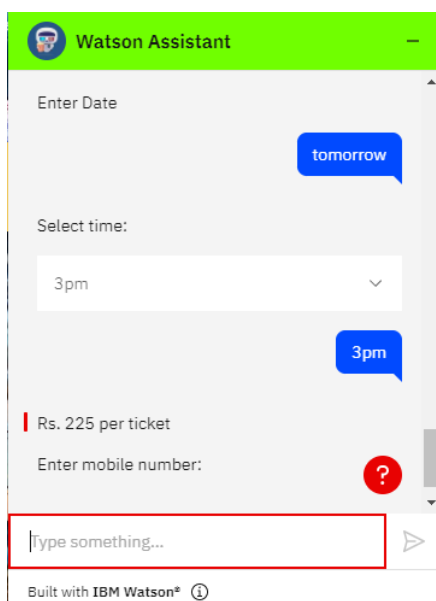 Watson Assistant
Enter Date
tomorrow
Select time:
3pm
3pm
Rs. 225 per ticket
Enter mobile number:
?
Type something...
Built with IBM Watson®